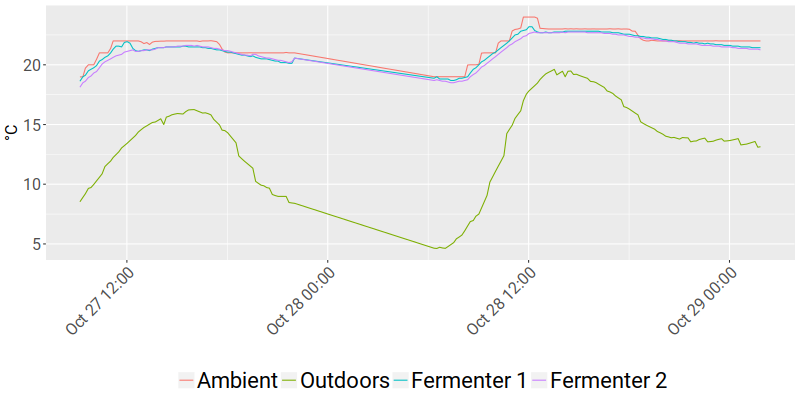 °C
20
15
10
5
Oct 27 12:00
Oct 28 00:00
Oct 28 12:00
Oct 29 00:00
Ambient Outdoors Fermenter 1 Fermenter 2